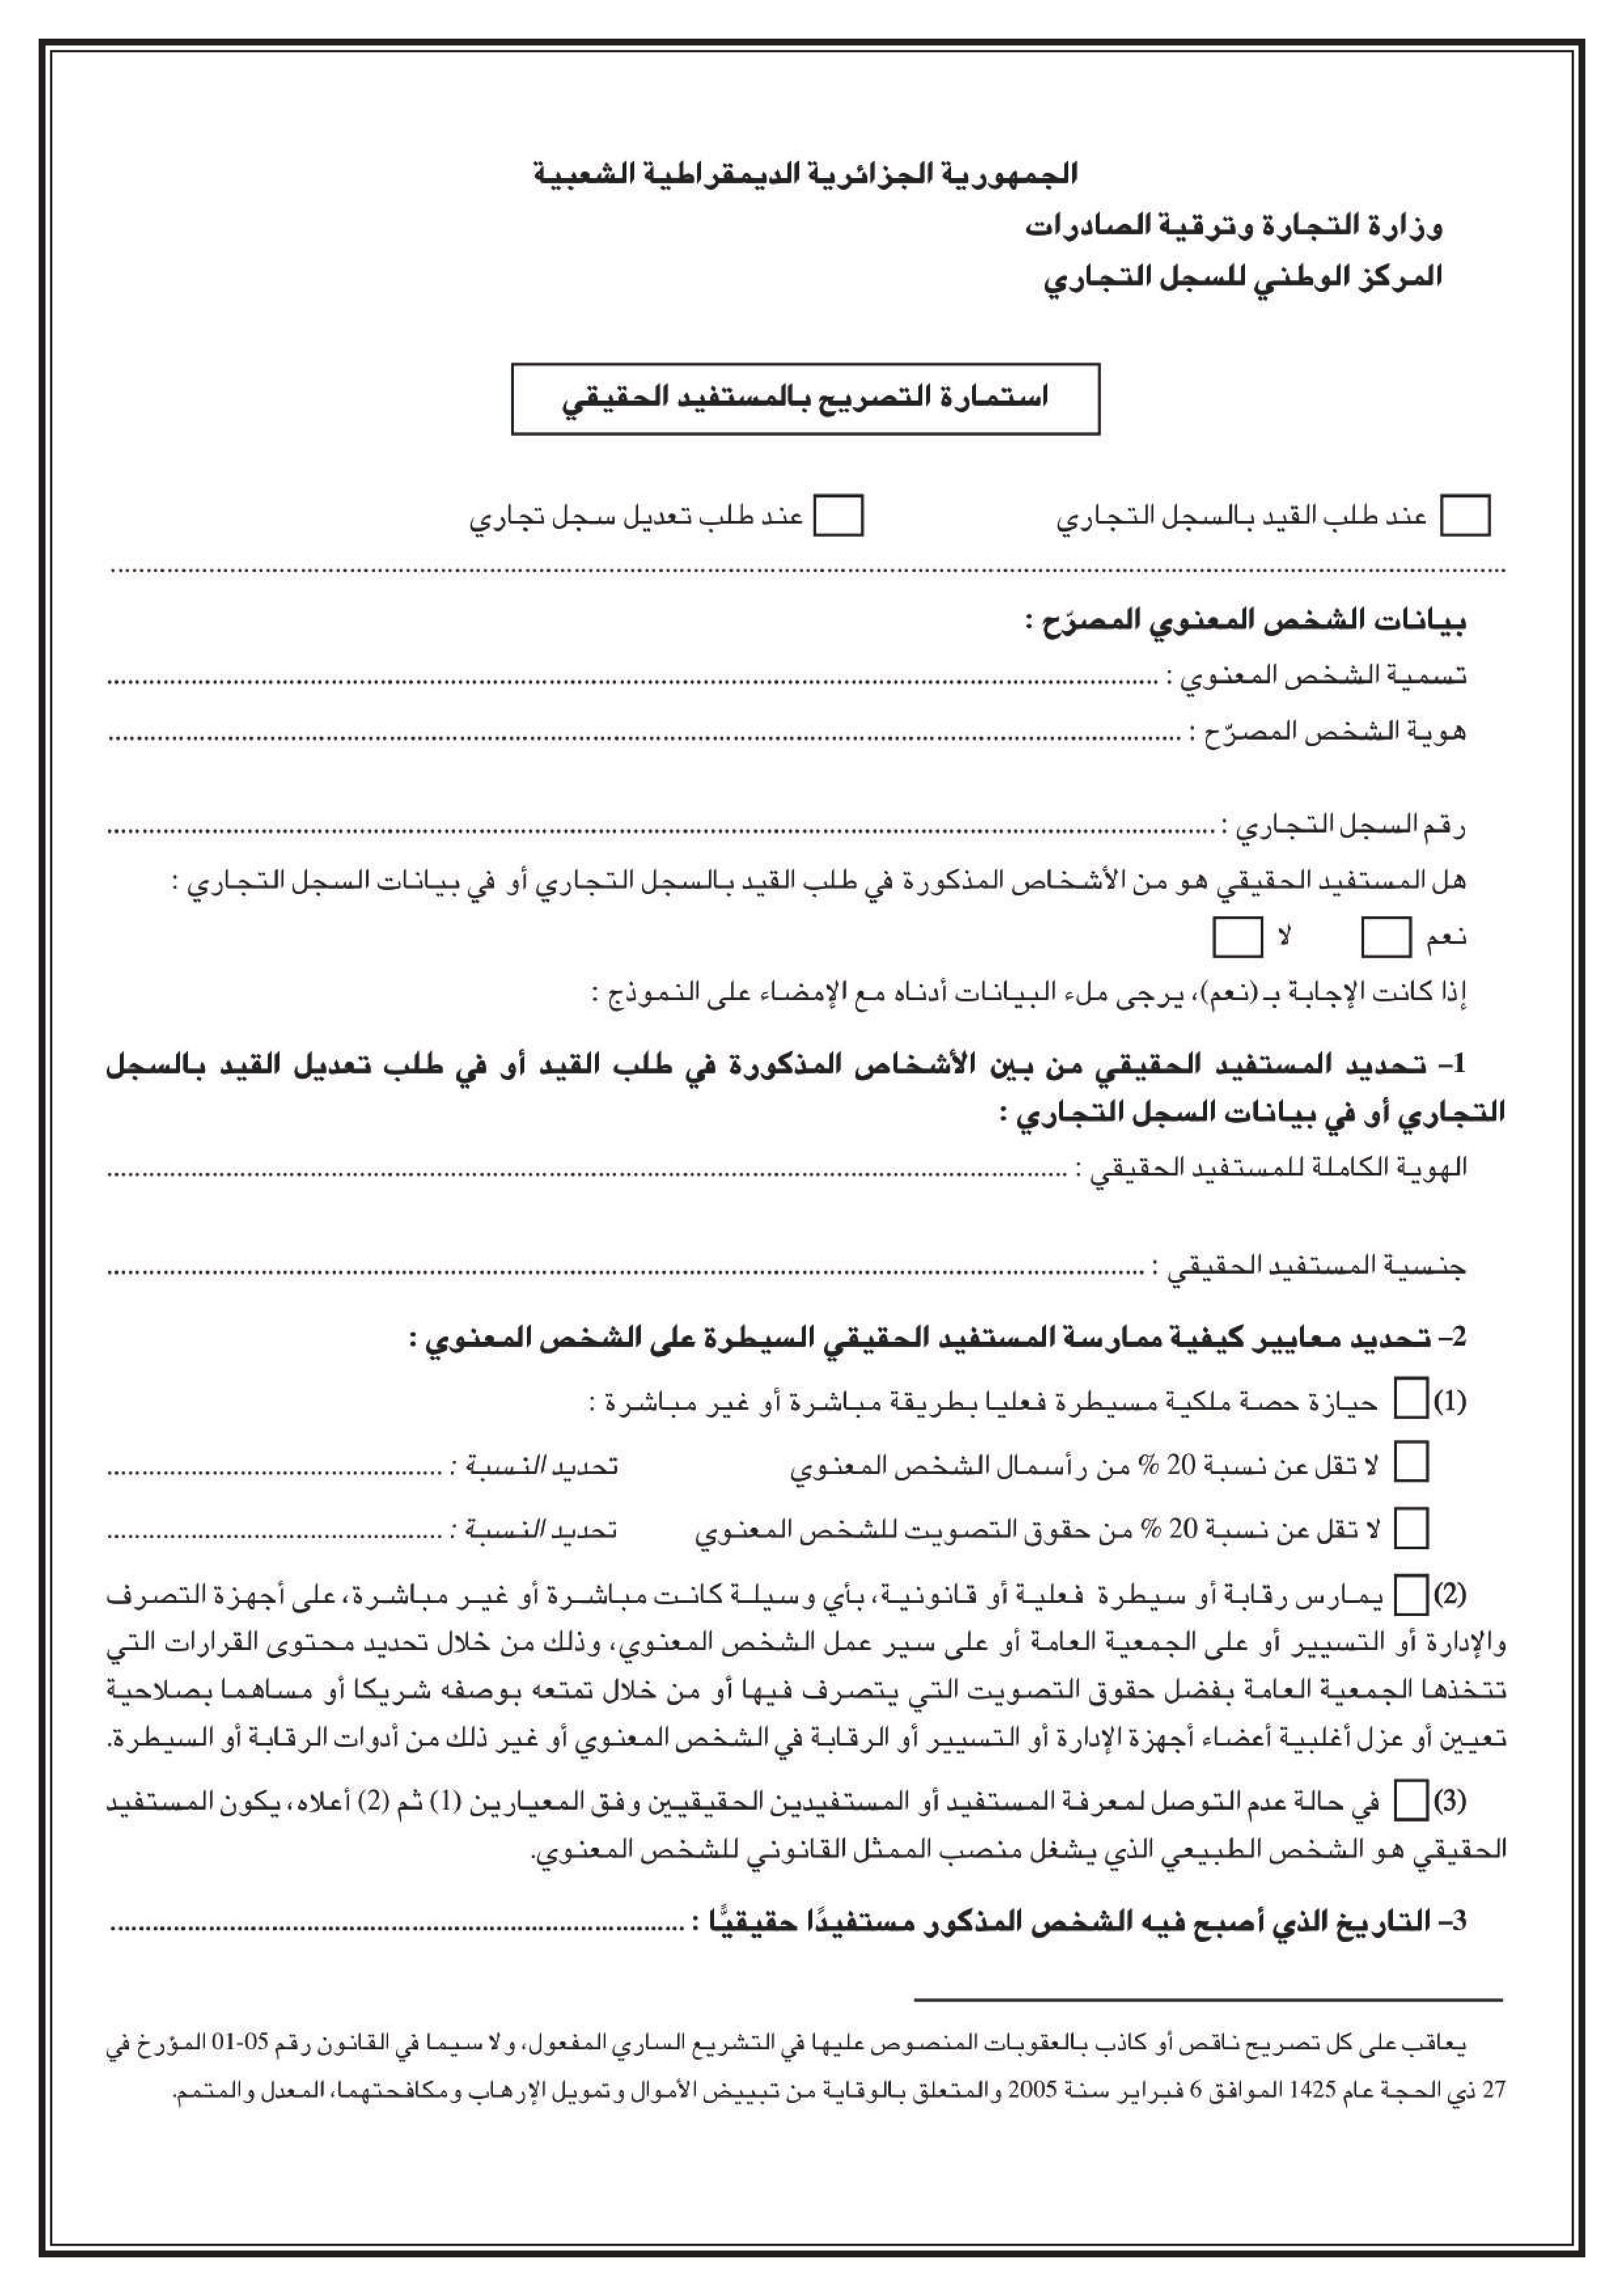 الجمهورية الجزائرية الديمقراطية الشعبية
وزارة التجارة وترقية الصادرات
المركز الوطني للسجل التجاري
استمارة التصريح بالمستفيد الحقيقي
عند طلب القيد بالسجل التجاري عند طلب تعديل سجل تجاري
بيانات الشخص المعنوي المصرّح :
تسمية الشخص المعنوي :
هوية الشخص المصرّح :
رقم السجل التجاري :
هل المستفيد الحقيقي هو من الأشخاص المذكورة في طلب القيد بالسجل التجاري أو في بيانات السجل التجاري :
نعم لا
إذا كانت الإجابة بـ (نعم)، يرجى ملء البيانات أدناه مع الإمضاء على النموذج :
1– تحديد المستفيد الحقيقي من بين الأشخاص المذكورة في طلب القيد أو في طلب تعديل القيد بالسجل
التجاري أو في بيانات السجل التجاري :
الهوية الكاملة للمستفيد الحقيقي :
جنسية المستفيد الحقيقي :
2– تحديد معايير كيفية ممارسة المستفيد الحقيقي السيطرة على الشخص المعنوي :
(1) حيازة حصة ملكية مسيطرة فعليا بطريقة مباشرة أو غير مباشرة :
لا تقل عن نسبة 20 % من رأسمال الشخص المعنوي تحديد النسبة :
لا تقل عن نسبة 20 % من حقوق التصويت للشخص المعنوي تحديد النسبة :
(2) يمارس رقابة أو سيطرة فعلية أو قانونية، بأي وسيلة كانت مباشرة أو غير مباشرة، على أجهزة التصرف
والإدارة أو التسيير أو على الجمعية العامة أو على سير عمل الشخص المعنوي، وذلك من خلال تحديد محتوى القرارات التي
تتخذها الجمعية العامة بفضل حقوق التصويت التي يتصرف فيها أو من خلال تمتعه بوصفه شريكا أو مساهما بصلاحية
تعيين أو عزل أغلبية أعضاء أجهزة الإدارة أو التسيير أو الرقابة في الشخص المعنوي أو غير ذلك من أدوات الرقابة أو السيطرة.
(3) في حالة عدم التوصل لمعرفة المستفيد أو المستفيدين الحقيقيين وفق المعيارين (1) ثم (2) أعلاه، يكون المستفيد
الحقيقي هو الشخص الطبيعي الذي يشغل منصب الممثل القانوني للشخص المعنوي.
3– التاريخ الذي أصبح فيه الشخص المذكور مستفيدًا حقيقيًّا :
يعاقب على كل تصريح ناقص أو كاذب بالعقوبات المنصوص عليها في التشريع الساري المفعول، ولا سيما في القانون رقم 05-01 المؤرخ في
27 ذي الحجة عام 1425 الموافق 6 فبراير سنة 2005 والمتعلق بالوقاية من تبييض الأموال وتمويل الإرهاب ومكافحتهما، المعدل والمتمم.